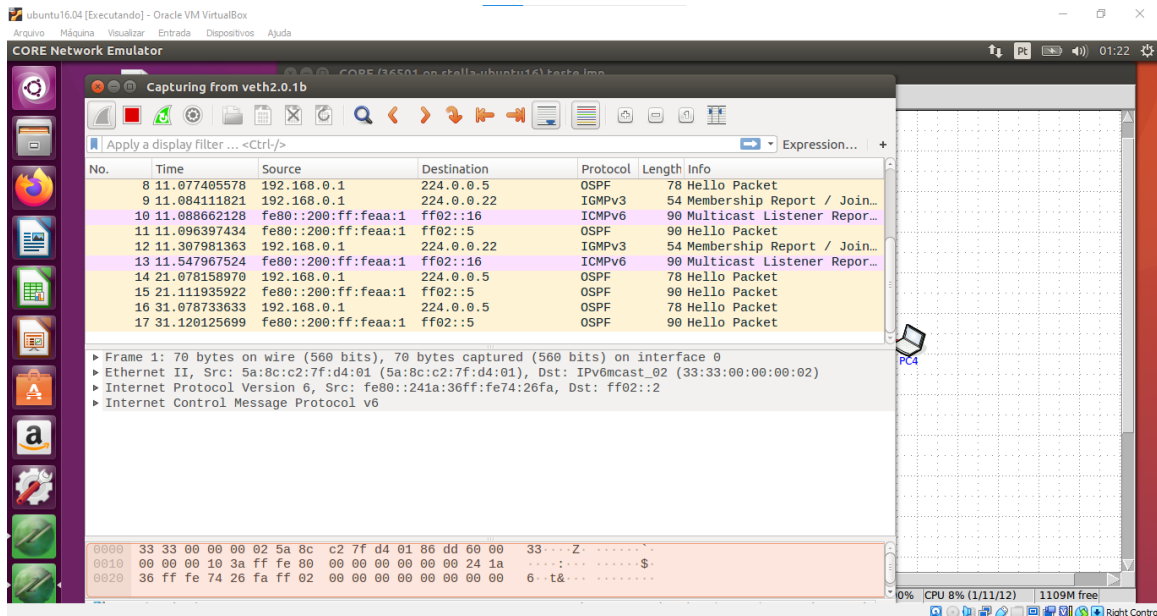 ubuntu16.04 [Executando] - Oracle VM VirtualBox
Arquivo Máquina Visualizar Entrada Dispositivos Ajuda
CORE Network Emulator
Pt
01:22
CORE (36501 on stella-ubuntu16) teste.imn
Capturing from veth2.0.1b
Apply a display filter … <Ctrl-/>
Expression…
+
No. Time Source Destination Protocol Length Info
8 11.077405578 192.168.0.1 224.0.0.5 OSPF 78 Hello Packet
9 11.084111821 192.168.0.1 224.0.0.22 IGMPv3 54 Membership Report / Join…
10 11.088662128 fe80::200:ff:feaa:1 ff02::16 ICMPv6 90 Multicast Listener Repor…
11 11.096397434 fe80::200:ff:feaa:1 ff02::5 OSPF 90 Hello Packet
12 11.307981363 192.168.0.1 224.0.0.22 IGMPv3 54 Membership Report / Join…
13 11.547967524 fe80::200:ff:feaa:1 ff02::16 ICMPv6 90 Multicast Listener Repor…
14 21.078158970 192.168.0.1 224.0.0.5 OSPF 78 Hello Packet
15 21.111935922 fe80::200:ff:feaa:1 ff02::5 OSPF 90 Hello Packet
16 31.078733633 192.168.0.1 224.0.0.5 OSPF 78 Hello Packet
17 31.120125699 fe80::200:ff:feaa:1 ff02::5 OSPF 90 Hello Packet
Frame 1: 70 bytes on wire (560 bits), 70 bytes captured (560 bits) on interface 0
Ethernet II, Src: 5a:8c:c2:7f:d4:01 (5a:8c:c2:7f:d4:01), Dst: IPv6mcast_02 (33:33:00:00:00:02)
Internet Protocol Version 6, Src: fe80::241a:36ff:fe74:26fa, Dst: ff02::2
Internet Control Message Protocol v6
PC4
0000 33 33 00 00 00 02 5a 8c c2 7f d4 01 86 dd 60 00 33····Z· ······`·
0010 00 00 00 10 3a ff fe 80 00 00 00 00 00 00 24 1a ····:··· ······$·
0020 36 ff fe 74 26 fa ff 02 00 00 00 00 00 00 00 00 6··t&··· ········
0% CPU 8% (1/11/12) 1109M free
Right Contro